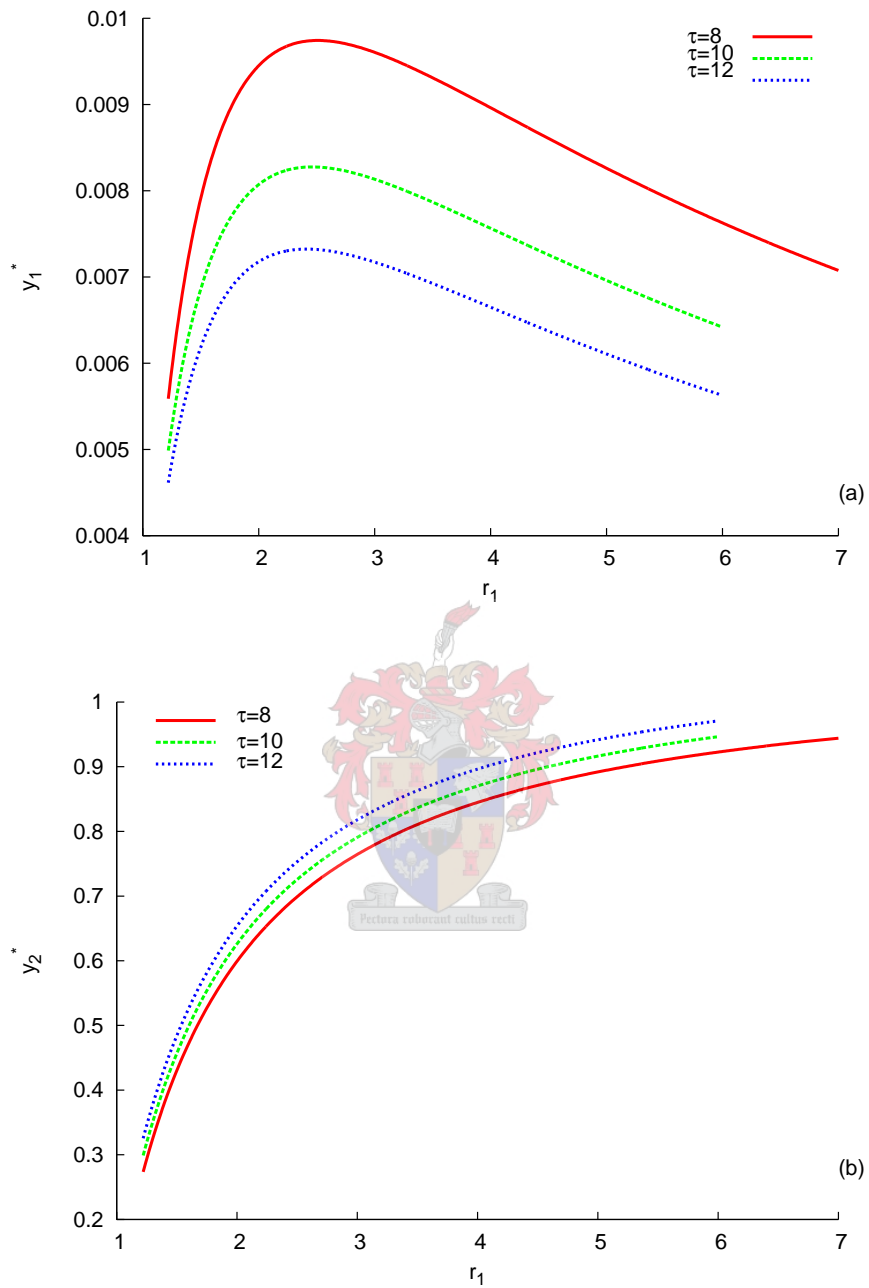 0.01
τ=8
τ=10
τ=12
0.009
0.008
y1*
0.007
0.006
0.005
(a)
0.004
1 2 3 4 5 6 7
r1
1
τ=8
τ=10
τ=12
0.9
0.8
0.7
Pectora roborant cultus recti
y2*
0.6
0.5
0.4
0.3
(b)
0.2
1 2 3 4 5 6 7
r1